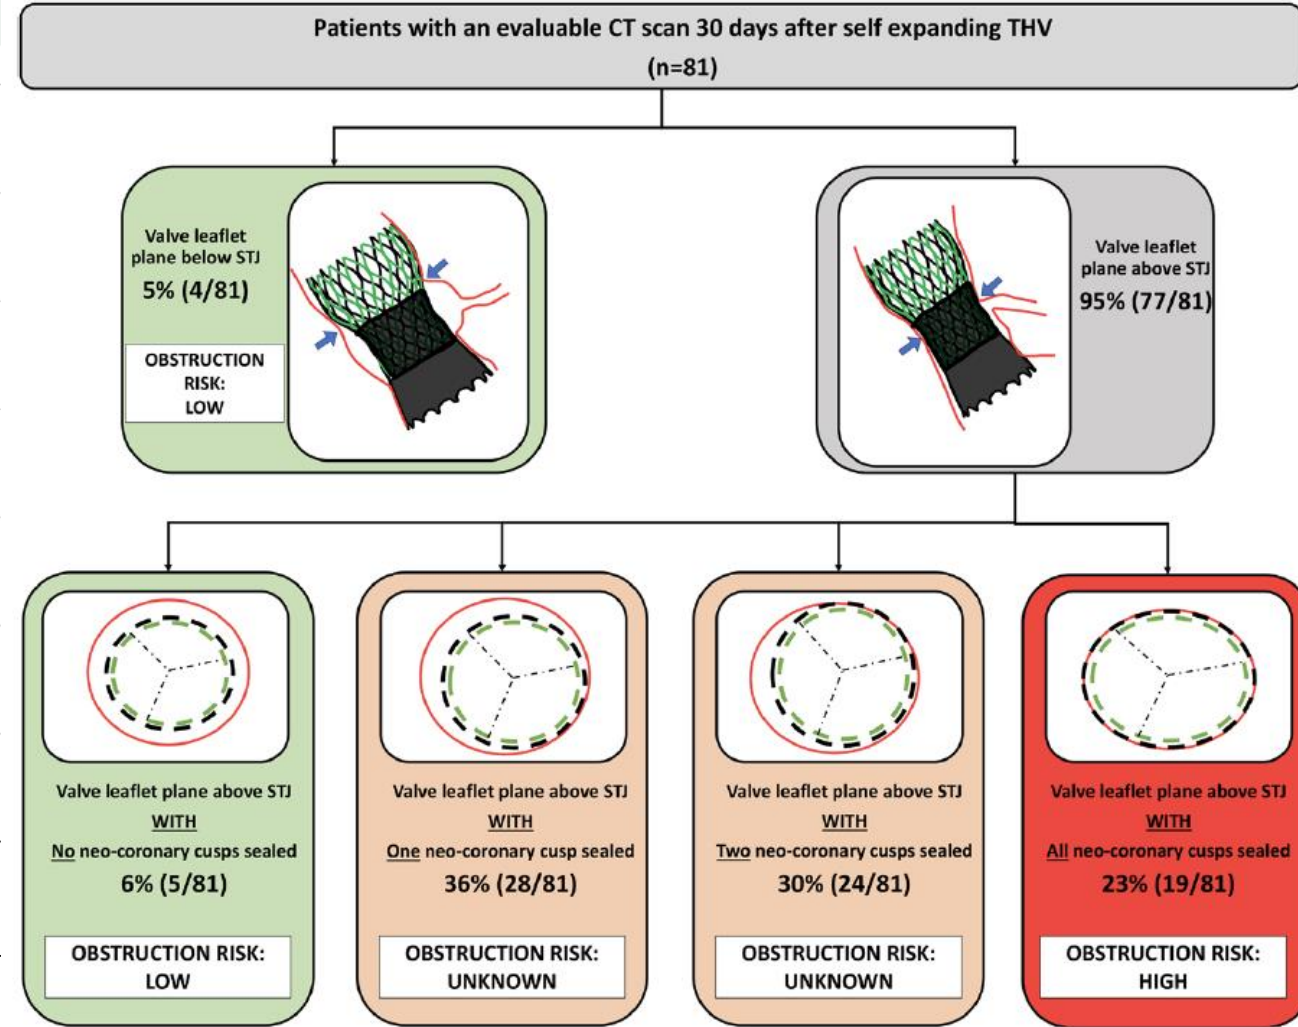 Patients with an evaluable CT scan 30 days after self expanding THV
(n=81)
Valve leaflet
plane below STJ
5% (4/81)
OBSTRUCTION
RISK:
LOW
Valve leaflet
plane above STJ
95% (77/81)
Valve leaflet plane above STJ
WITH
No neo-coronary cusps sealed
6% (5/81)
OBSTRUCTION RISK:
LOW
Valve leaflet plane above STJ
WITH
One neo-coronary cusp sealed
36% (28/81)
OBSTRUCTION RISK:
UNKNOWN
Valve leaflet plane above STJ
WITH
Two neo-coronary cusps sealed
30% (24/81)
OBSTRUCTION RISK:
UNKNOWN
Valve leaflet plane above STJ
WITH
All neo-coronary cusps sealed
23% (19/81)
OBSTRUCTION RISK:
HIGH